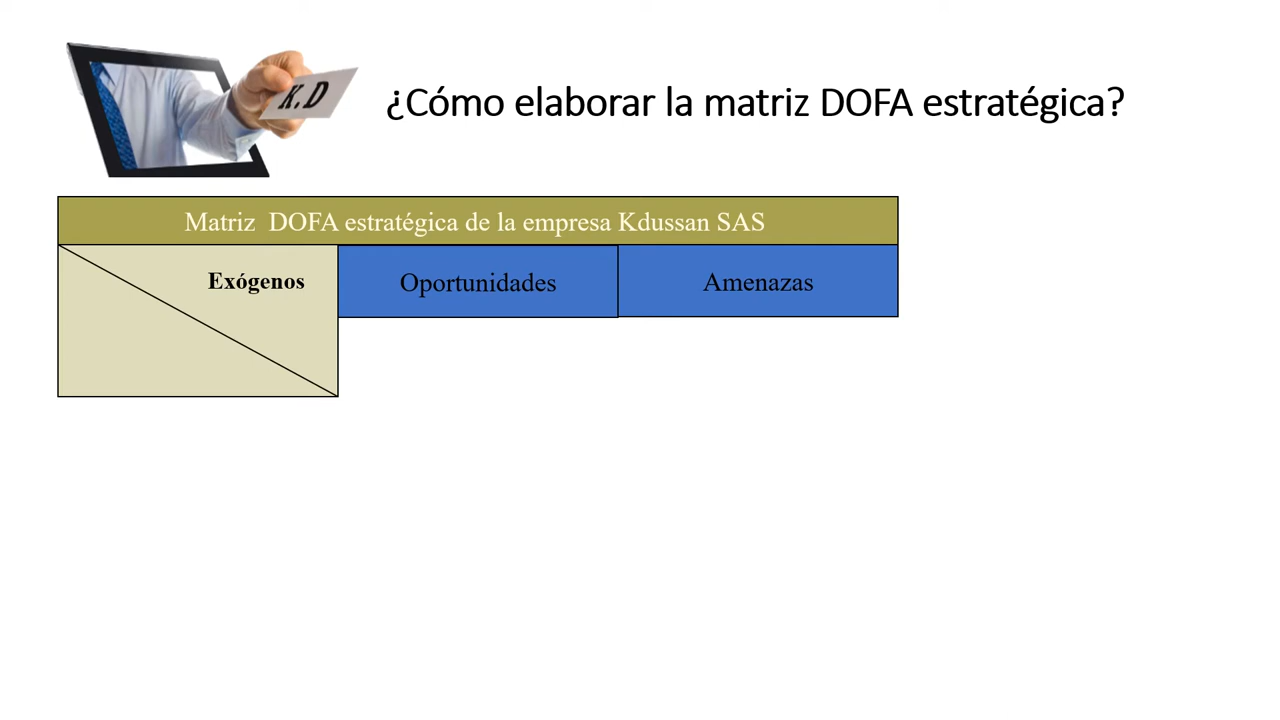 K.D
¿Cómo elaborar la matriz DOFA estratégica?
Matriz DOFA estratégica de la empresa Kdussan SAS
Exógenos
Oportunidades
Amenazas